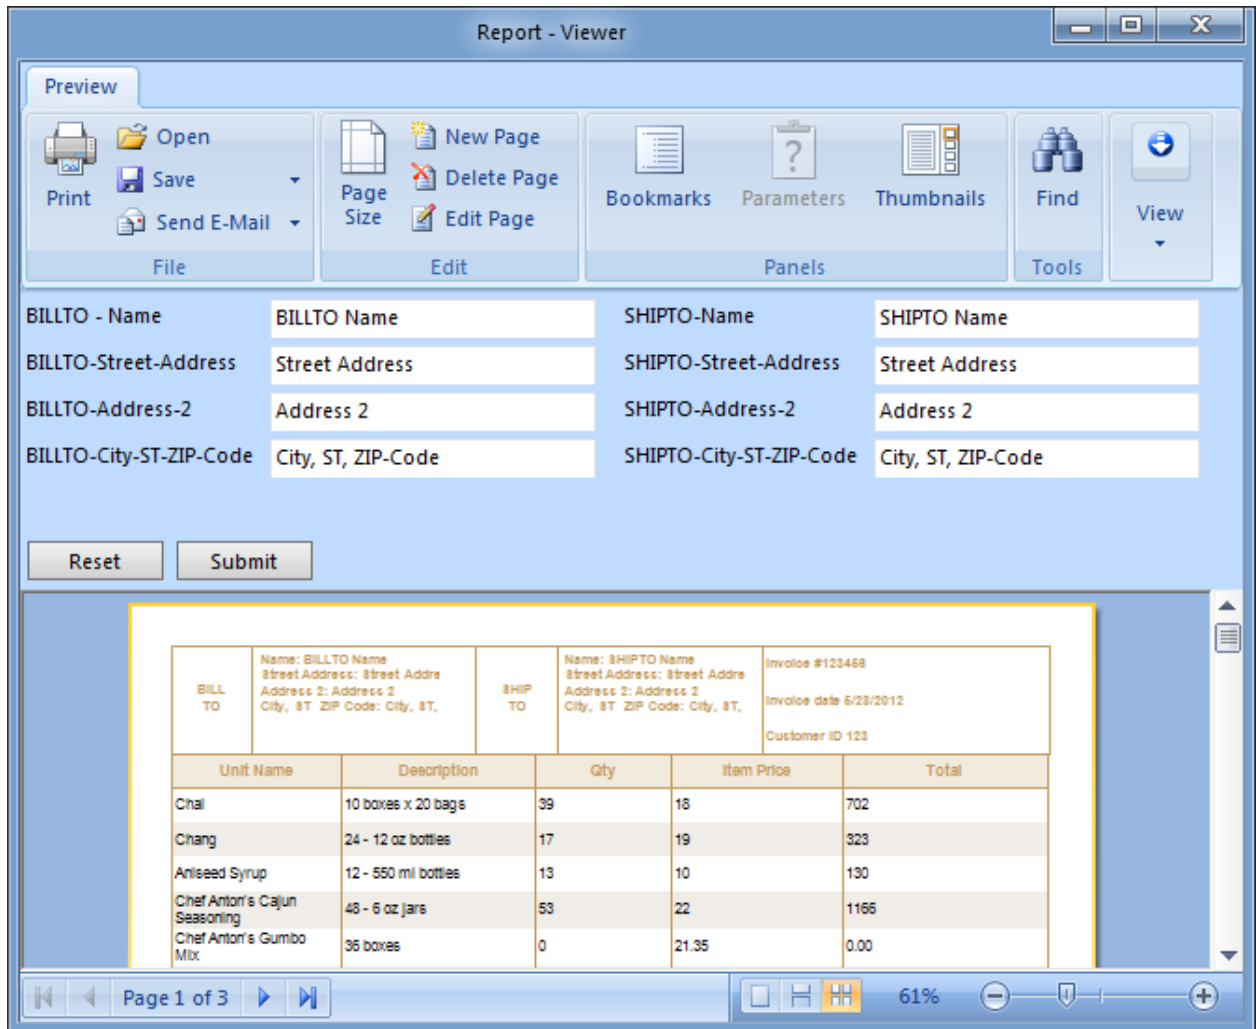 Report - Viewer
Preview
Print
Open
Save
Send E-Mail
File
Page
Size
New Page
Delete Page
Edit Page
Edit
Bookmarks
Parameters
Thumbnails
Panels
Find
Tools
View
BILLTO - Name
BILLTO Name
SHIPTO-Name
SHIPTO Name
BILLTO-Street-Address
Street Address
SHIPTO-Street-Address
Street Address
BILLTO-Address-2
Address 2
SHIPTO-Address-2
Address 2
BILLTO-City-ST-ZIP-Code
City, ST, ZIP-Code
SHIPTO-City-ST-ZIP-Code
City, ST, ZIP-Code
Reset
Submit
BILL
TO
Name: BILLTO Name
Street Address: Street Addre
Address 2: Address 2
City, ST ZIP Code: City, ST,
SHIP
TO
Name: SHIPTO Name
Street Address: Street Addre
Address 2: Address 2
City, ST ZIP Code: City, ST,
Invoice #123456
Invoice date 5/28/2012
Customer ID 123
Unit Name Description Qty Item Price Total
Chai 10 boxes x 20 bags 39 18 702
Chang 24 - 12 oz bottles 17 19 323
Aniseed Syrup 12 - 550 ml bottles 13 10 130
Chef Anton's Cajun
Seasoning 48 - 6 oz jars 53 22 1166
Chef Anton's Gumbo
Mix 36 boxes 0 21.35 0.00
Page 1 of 3
61%